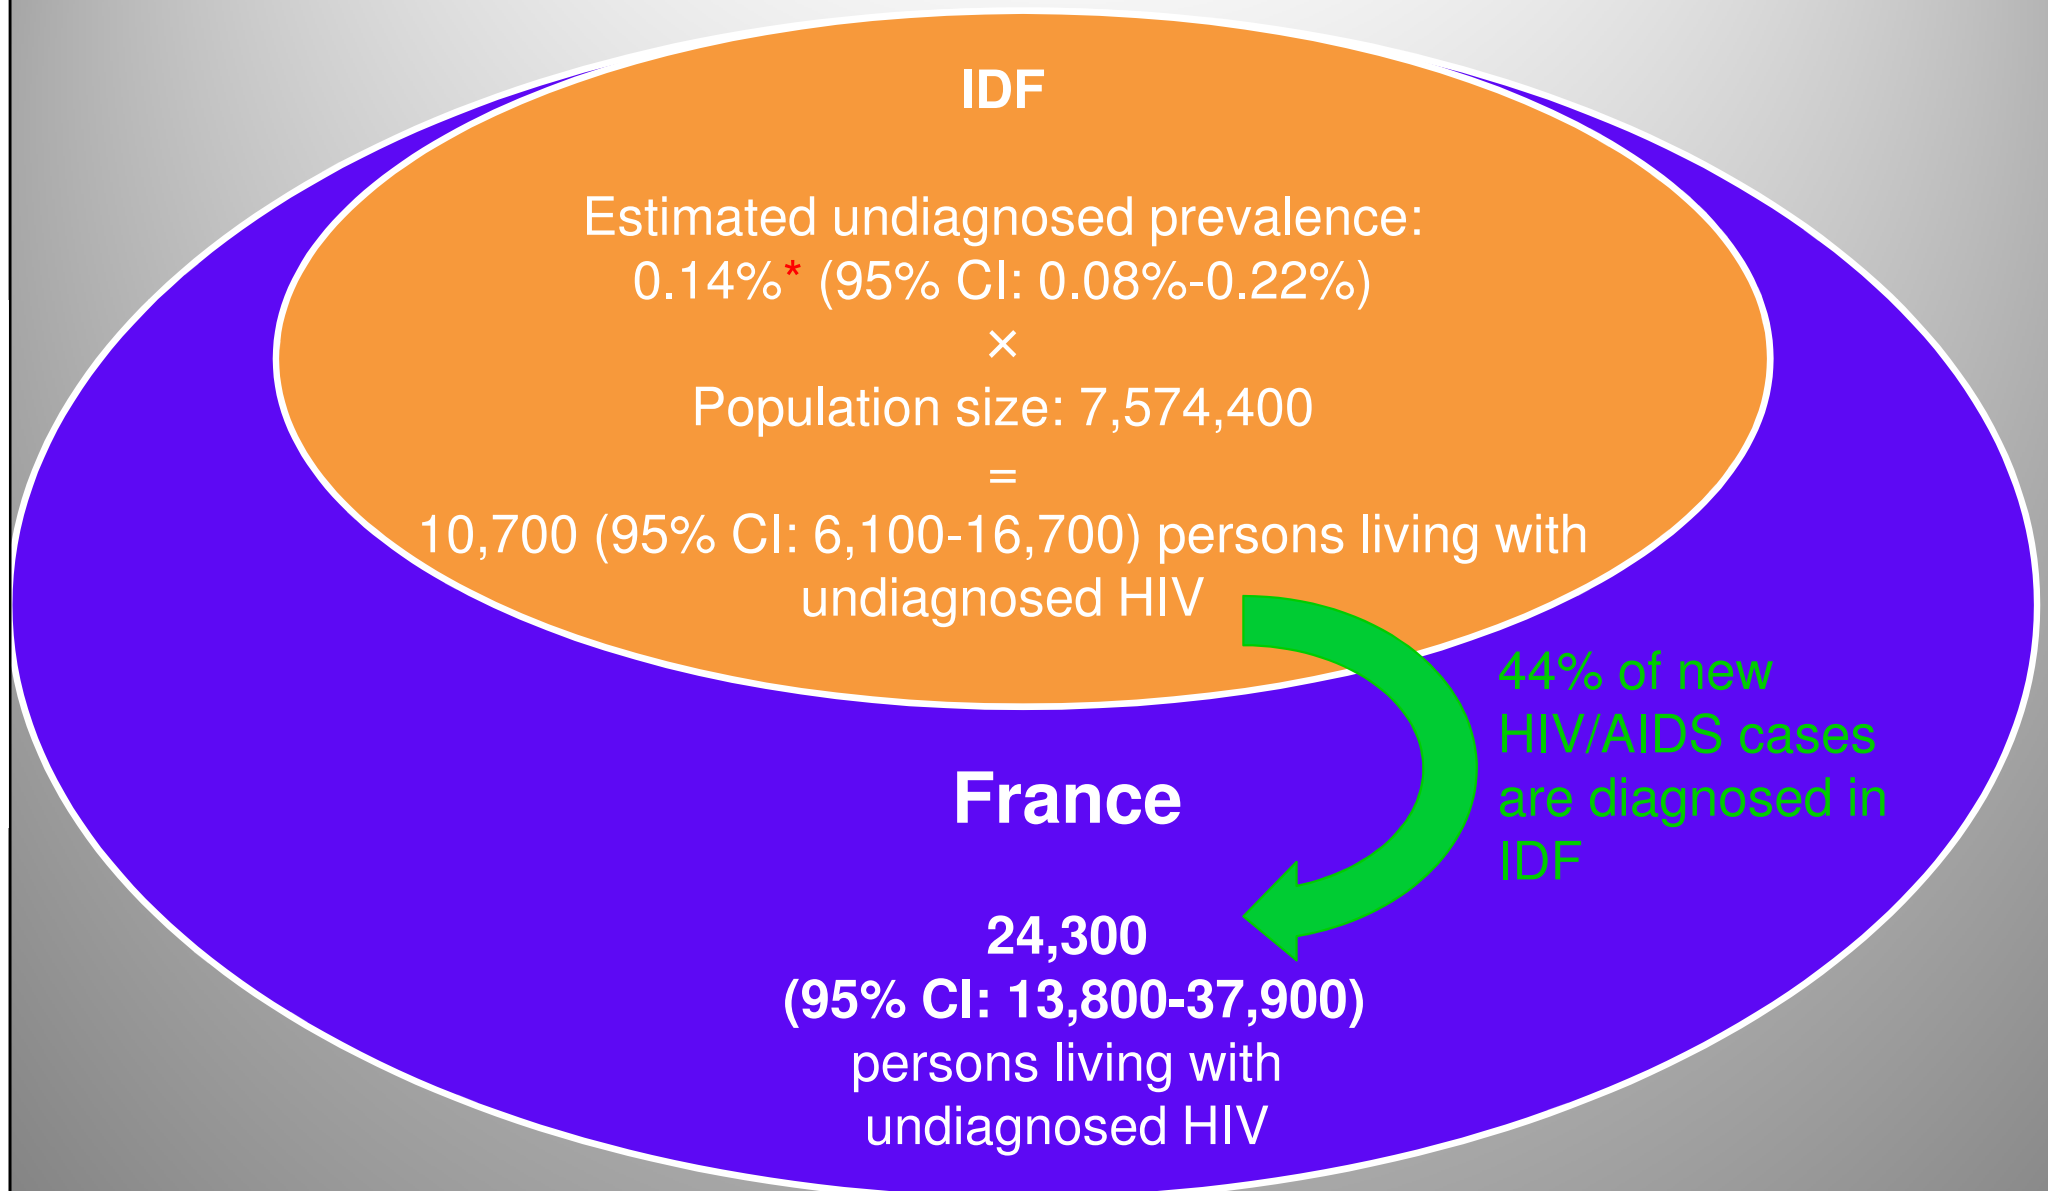 IDF
Estimated undiagnosed prevalence:
0.14%* (95% CI: 0.08%-0.22%)
×
Population size: 7,574,400
=
10,700 (95% CI: 6,100-16,700) persons living with
undiagnosed HIV
44% of new
HIV/AIDS cases
are diagnosed in
IDF
France
24,300
(95% CI: 13,800-37,900)
persons living with
undiagnosed HIV